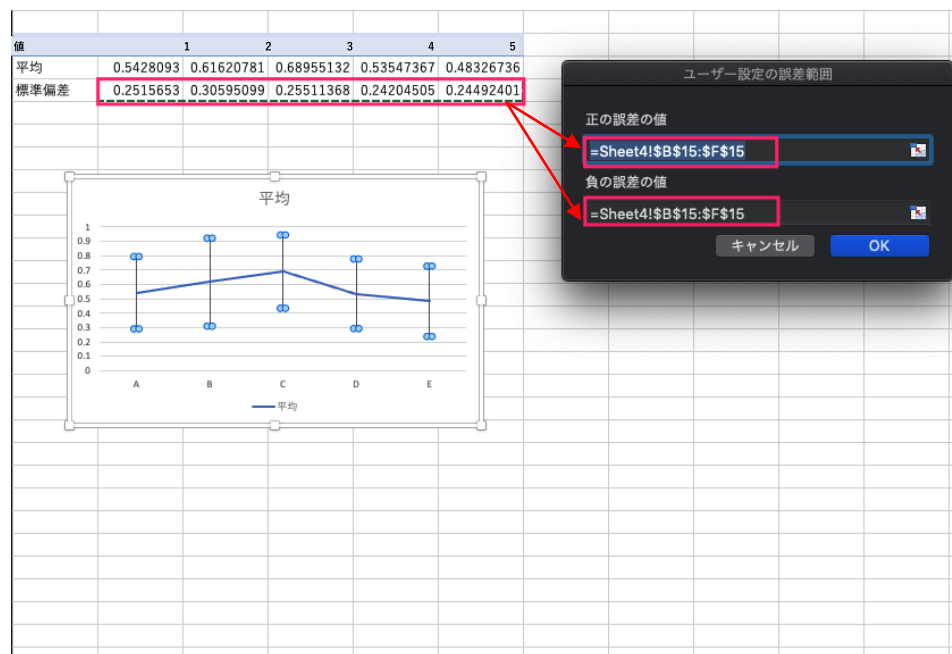 値 1 2 3 4 5
平均 0.5428093 0.61620781 0.68955132 0.53547367 0.48326736
標準偏差 0.2515653 0.30595099 0.25511368 0.24204505 0.24492401
ユーザー設定の誤差範囲
正の誤差の値
=Sheet4!$B$15:$F$15
負の誤差の値
=Sheet4!$B$15:$F$15
キャンセル OK
平均
1
0.9
0.8
0.7
0.6
0.5
0.4
0.3
0.2
0.1
0
A B C D E
平均